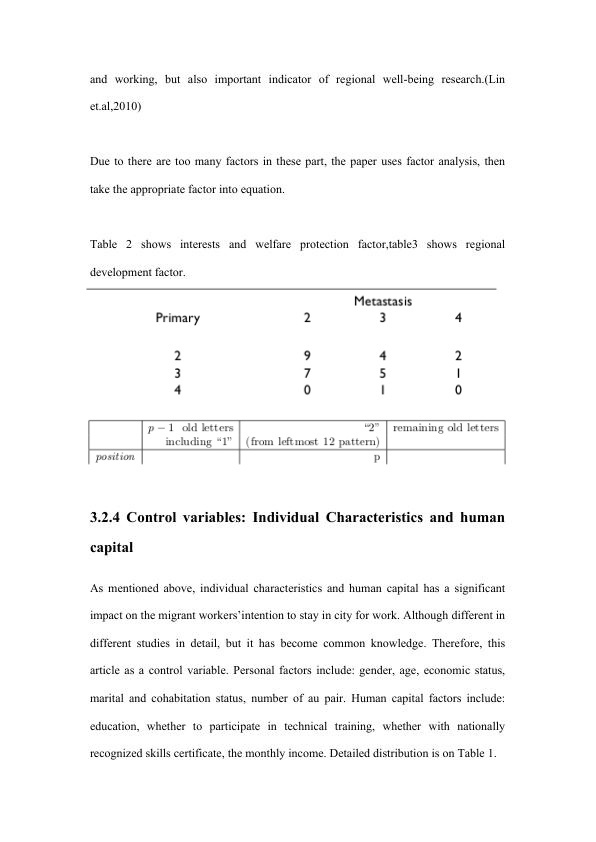 and working, but also important indicator of regional well-being research.(Lin
et.al,2010)
Due to there are too many factors in these part, the paper uses factor analysis, then
take the appropriate factor into equation.
Table 2 shows interests and welfare protection factor,table3 shows regional
development factor.
Metastasis
Primary 2 3 4
2 9 4 2
3 7 5 1
4 0 1 0
p − 1 old letters “2” remaining old letters
including “1” (from leftmost 12 pattern)
position p
3.2.4 Control variables: Individual Characteristics and human
capital
As mentioned above, individual characteristics and human capital has a significant
impact on the migrant workers’intention to stay in city for work. Although different in
different studies in detail, but it has become common knowledge. Therefore, this
article as a control variable. Personal factors include: gender, age, economic status,
marital and cohabitation status, number of au pair. Human capital factors include:
education, whether to participate in technical training, whether with nationally
recognized skills certificate, the monthly income. Detailed distribution is on Table 1.